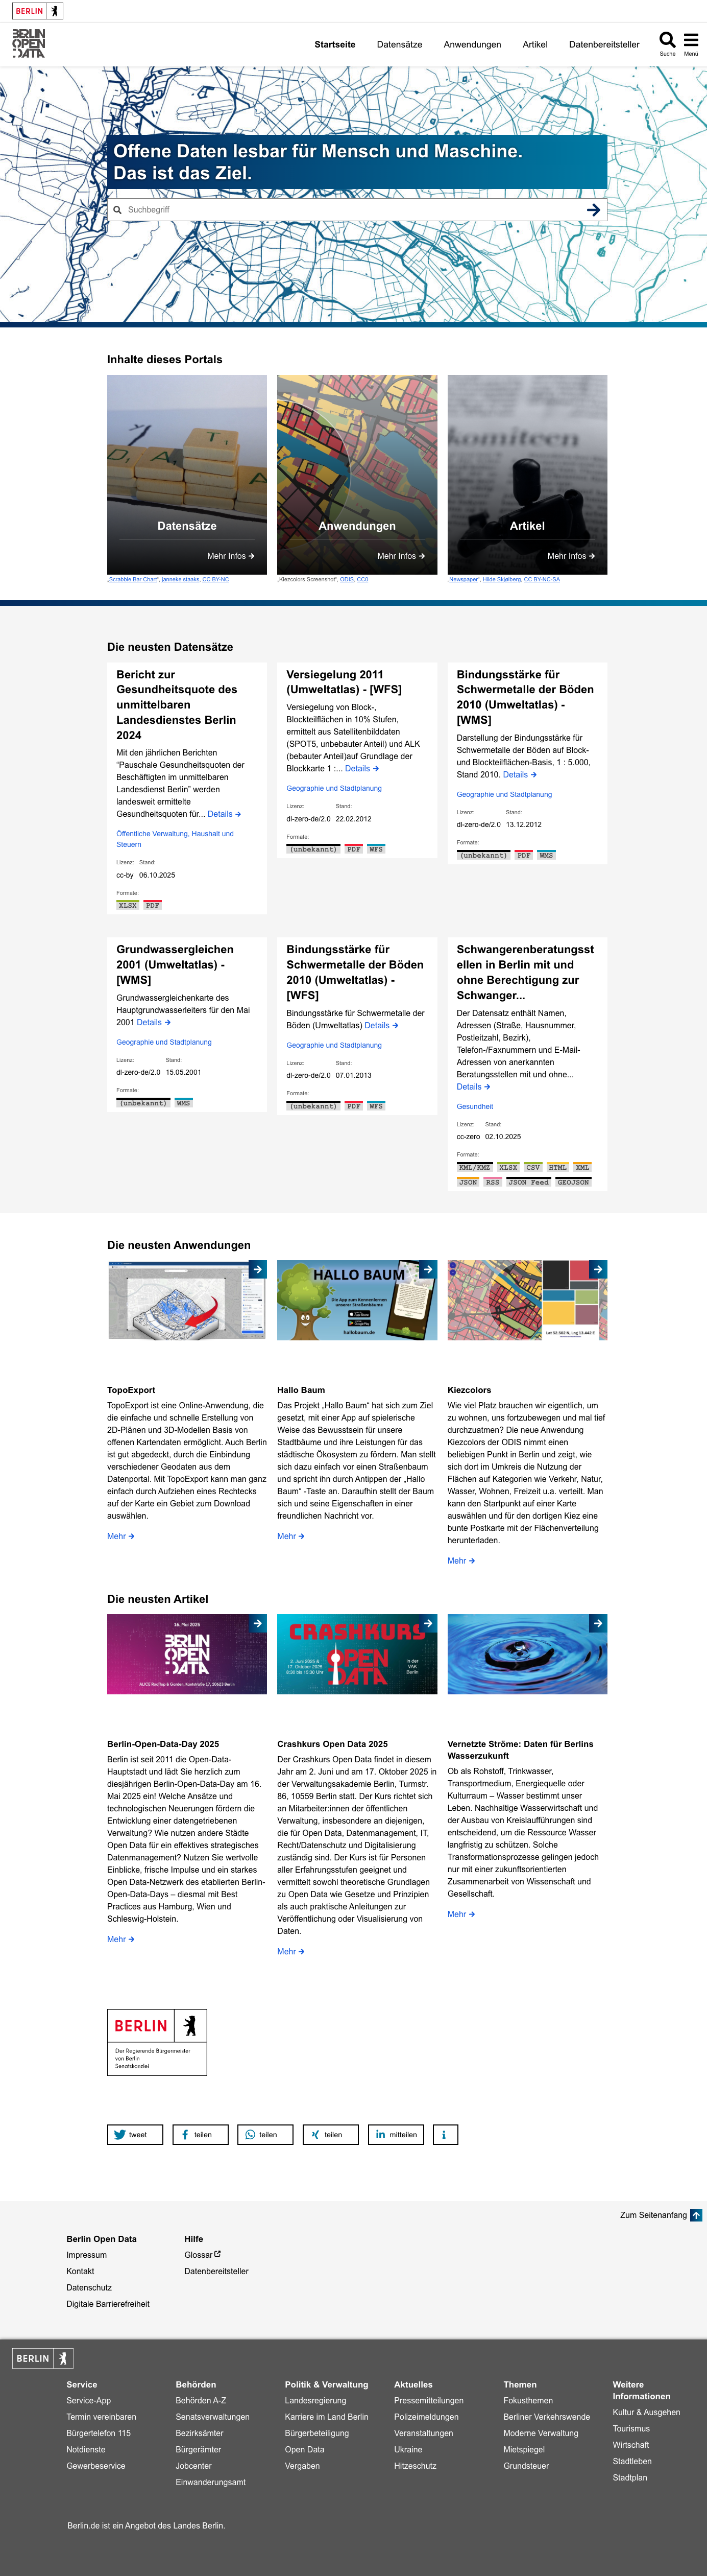 BERLIN
BERLIN
OPEN
DATA
Startseite
Datensätze
Anwendungen
Artikel
Datenbereitsteller
Suche
Menü
Offene Daten lesbar für Mensch und Maschine.
Das ist das Ziel.
Suchbegriff
Inhalte dieses Portals
Datensätze
Mehr Infos
„Scrabble Bar Chart“, janneke staaks, CC BY-NC
Anwendungen
Mehr Infos
„Kiezcolors Screenshot“, ODIS, CC0
komiteen
Artikel
Mehr Infos
„Newspaper“, Hilde Skjølberg, CC BY-NC-SA
Die neusten Datensätze
Bericht zur
Gesundheitsquote des
unmittelbaren
Landesdienstes Berlin
2024
Mit den jährlichen Berichten
“Pauschale Gesundheitsquoten der
Beschäftigten im unmittelbaren
Landesdienst Berlin” werden
landesweit ermittelte
Gesundheitsquoten für... Details
Öffentliche Verwaltung, Haushalt und
Steuern
Lizenz: Stand:
cc-by 06.10.2025
Formate:
XLSX PDF
Versiegelung 2011
(Umweltatlas) - [WFS]
Versiegelung von Block-,
Blockteilflächen in 10% Stufen,
ermittelt aus Satellitenbilddaten
(SPOT5, unbebauter Anteil) und ALK
(bebauter Anteil)auf Grundlage der
Blockkarte 1 :... Details
Geographie und Stadtplanung
Lizenz: Stand:
dl-zero-de/2.0 22.02.2012
Formate:
(unbekannt) PDF WFS
Bindungsstärke für
Schwermetalle der Böden
2010 (Umweltatlas) -
[WMS]
Darstellung der Bindungsstärke für
Schwermetalle der Böden auf Block-
und Blockteilflächen-Basis, 1 : 5.000,
Stand 2010. Details
Geographie und Stadtplanung
Lizenz: Stand:
dl-zero-de/2.0 13.12.2012
Formate:
(unbekannt) PDF WMS
Grundwassergleichen
2001 (Umweltatlas) -
[WMS]
Grundwassergleichenkarte des
Hauptgrundwasserleiters für den Mai
2001 Details
Geographie und Stadtplanung
Lizenz: Stand:
dl-zero-de/2.0 15.05.2001
Formate:
(unbekannt) WMS
Bindungsstärke für
Schwermetalle der Böden
2010 (Umweltatlas) -
[WFS]
Bindungsstärke für Schwermetalle der
Böden (Umweltatlas) Details
Geographie und Stadtplanung
Lizenz: Stand:
dl-zero-de/2.0 07.01.2013
Formate:
(unbekannt) PDF WFS
Schwangerenberatungsst
ellen in Berlin mit und
ohne Berechtigung zur
Schwanger...
Der Datensatz enthält Namen,
Adressen (Straße, Hausnummer,
Postleitzahl, Bezirk),
Telefon-/Faxnummern und E-Mail-
Adressen von anerkannten
Beratungsstellen mit und ohne...
Details
Gesundheit
Lizenz: Stand:
cc-zero 02.10.2025
Formate:
KML/KMZ XLSX CSV HTML XML
JSON RSS JSON Feed GEOJSON
Die neusten Anwendungen
TopoExport
TopoExport ist eine Online-Anwendung, die
die einfache und schnelle Erstellung von
2D-Plänen und 3D-Modellen Basis von
offenen Kartendaten ermöglicht. Auch Berlin
ist gut abgedeckt, durch die Einbindung
verschiedener Geodaten aus dem
Datenportal. Mit TopoExport kann man ganz
einfach durch Aufziehen eines Rechtecks
auf der Karte ein Gebiet zum Download
auswählen.
Mehr
HALLO BAUM
Die App zum Kennenlernen
unserer Straßenbäume
hallobaum.de
Hallo Baum
Das Projekt „Hallo Baum“ hat sich zum Ziel
gesetzt, mit einer App auf spielerische
Weise das Bewusstsein für unsere
Stadtbäume und ihre Leistungen für das
städtische Ökosystem zu fördern. Man stellt
sich dazu einfach vor einen Straßenbaum
und spricht ihn durch Antippen der „Hallo
Baum“ -Taste an. Daraufhin stellt der Baum
sich und seine Eigenschaften in einer
freundlichen Nachricht vor.
Mehr
Kiezcolors
Wie viel Platz brauchen wir eigentlich, um
zu wohnen, uns fortzubewegen und mal tief
durchzuatmen? Die neue Anwendung
Kiezcolors der ODIS nimmt einen
beliebigen Punkt in Berlin und zeigt, wie
sich dort im Umkreis die Nutzung der
Flächen auf Kategorien wie Verkehr, Natur,
Wasser, Wohnen, Freizeit u.a. verteilt. Man
kann den Startpunkt auf einer Karte
auswählen und für den dortigen Kiez eine
bunte Postkarte mit der Flächenverteilung
herunterladen.
Mehr
Die neusten Artikel
16. Mai 2025
BERLIN
OPEN
DATA
ALICE Rooftop & Garden, Kantstraße 17, 10623 Berlin
Berlin-Open-Data-Day 2025
Berlin ist seit 2011 die Open-Data-
Hauptstadt und lädt Sie herzlich zum
diesjährigen Berlin-Open-Data-Day am 16.
Mai 2025 ein! Welche Ansätze und
technologischen Neuerungen fördern die
Entwicklung einer datengetriebenen
Verwaltung? Wie nutzen andere Städte
Open Data für ein effektives strategisches
Datenmanagement? Nutzen Sie wertvolle
Einblicke, frische Impulse und ein starkes
Open Data-Netzwerk des etablierten Berlin-
Open-Data-Days – diesmal mit Best
Practices aus Hamburg, Wien und
Schleswig-Holstein.
Mehr
CRASHKURS
OPEN
DATA
2. Juni 2025 &
17. Oktober 2025
in der
VAK
Berlin
Crashkurs Open Data 2025
Der Crashkurs Open Data findet in diesem
Jahr am 2. Juni und am 17. Oktober 2025 in
der Verwaltungsakademie Berlin, Turmstr.
86, 10559 Berlin statt. Der Kurs richtet sich
an Mitarbeiter:innen der öffentlichen
Verwaltung, insbesondere an diejenigen,
die für Open Data, Datenmanagement, IT,
Recht/Datenschutz und Digitalisierung
zuständig sind. Der Kurs ist für Personen
aller Erfahrungsstufen geeignet und
vermittelt sowohl theoretische Grundlagen
zu Open Data wie Gesetze und Prinzipien
als auch praktische Anleitungen zur
Veröffentlichung oder Visualisierung von
Daten.
Mehr
Vernetzte Ströme: Daten für Berlins
Wasserzukunft
Ob als Rohstoff, Trinkwasser,
Transportmedium, Energiequelle oder
Kulturraum – Wasser bestimmt unser
Leben. Nachhaltige Wasserwirtschaft und
der Ausbau von Kreislaufführungen sind
entscheidend, um die Ressource Wasser
langfristig zu schützen. Solche
Transformationsprozesse gelingen jedoch
nur mit einer zukunftsorientierten
Zusammenarbeit von Wissenschaft und
Gesellschaft.
Mehr
BERLIN
Der Regierende Bürgermeister
von Berlin
Senatskanzlei
tweet
teilen
teilen
teilen
mitteilen
Zum Seitenanfang
Berlin Open Data
Impressum
Kontakt
Datenschutz
Digitale Barrierefreiheit
Hilfe
Glossar
Datenbereitsteller
BERLIN
Service
Service-App
Termin vereinbaren
Bürgertelefon 115
Notdienste
Gewerbeservice
Behörden
Behörden A-Z
Senatsverwaltungen
Bezirksämter
Bürgerämter
Jobcenter
Einwanderungsamt
Politik & Verwaltung
Landesregierung
Karriere im Land Berlin
Bürgerbeteiligung
Open Data
Vergaben
Aktuelles
Pressemitteilungen
Polizeimeldungen
Veranstaltungen
Ukraine
Hitzeschutz
Themen
Fokusthemen
Berliner Verkehrswende
Moderne Verwaltung
Mietspiegel
Grundsteuer
Weitere
Informationen
Kultur & Ausgehen
Tourismus
Wirtschaft
Stadtleben
Stadtplan
Berlin.de ist ein Angebot des Landes Berlin.